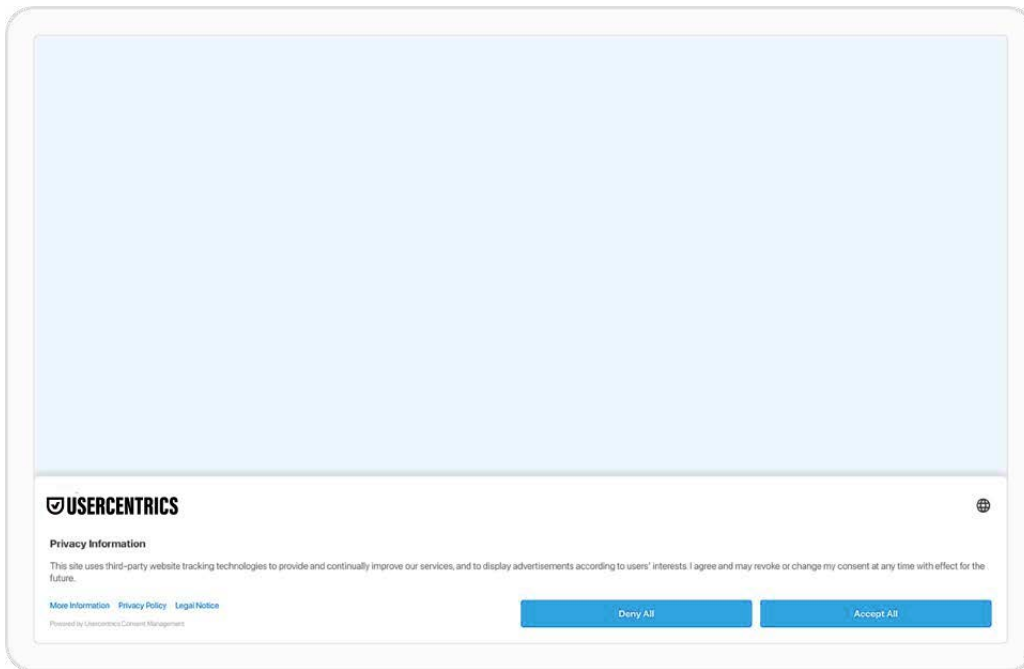 USERCENTRICS
Privacy Information
This site uses third-party website tracking technologies to provide and continually improve our services, and to display advertisements according to users' interests. I agree and may revoke or change my consent at any time with effect for the
future.
More Information Privacy Policy Legal Notice
Deny All
Accept All
Powered by Usercentrics Consent Management